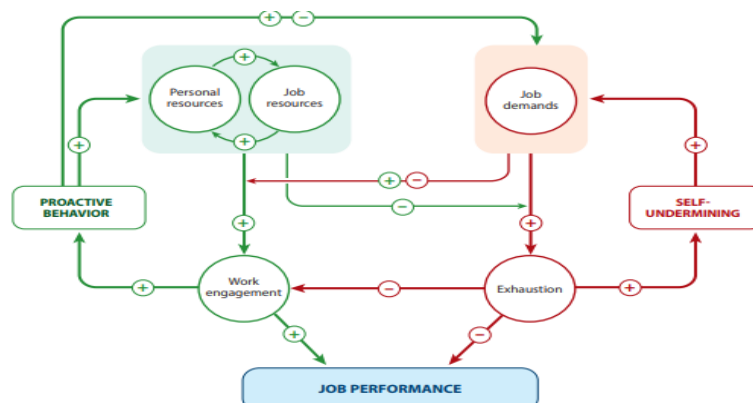 +
−
+
Personal
resources
Job
resources
Job
demands
+
+
+
+
−
+
PROACTIVE
BEHAVIOR
−
SELF-
UNDERMINING
+
+
Work
engagement
+
−
Exhaustion
+
+
−
JOB PERFORMANCE